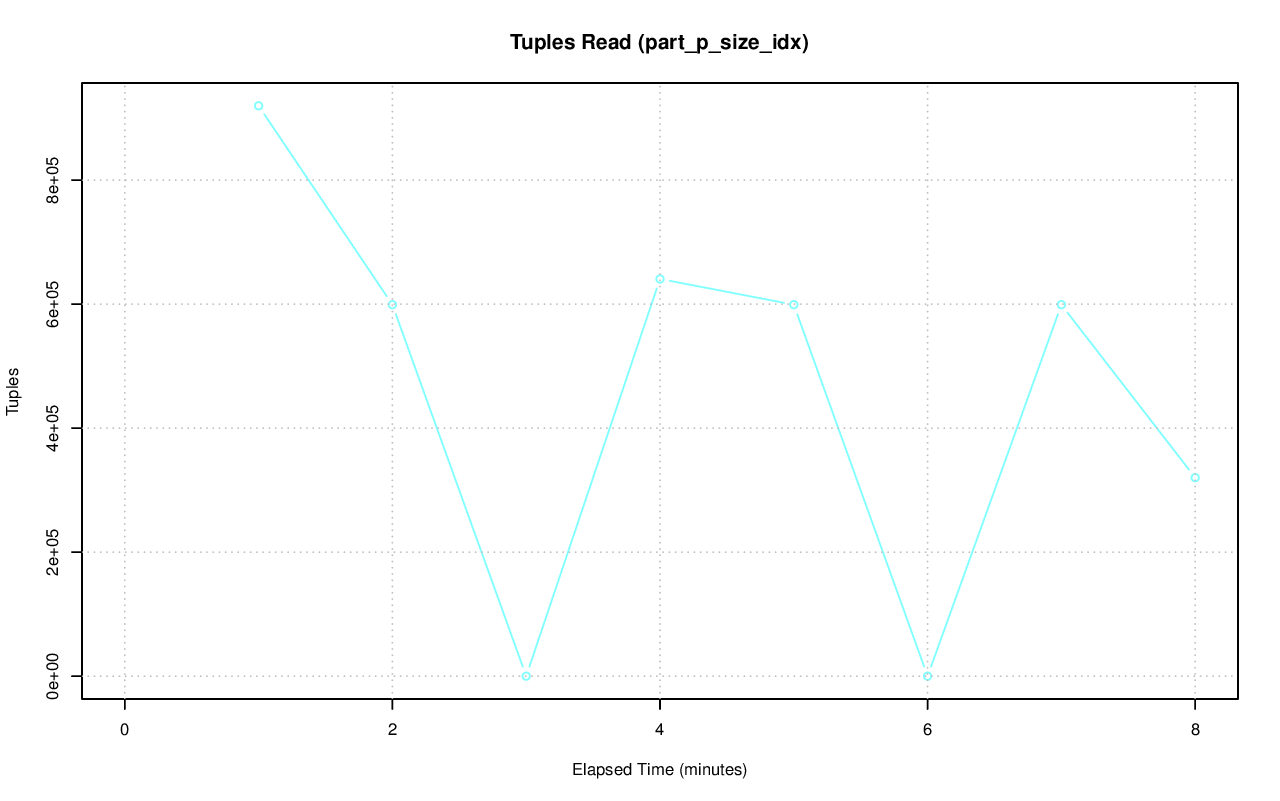 Tuples Read (part_p_size_idx)
8e+05
6e+05
4e+05
2e+05
0e+00
Tuples
0 2 4 6 8
Elapsed Time (minutes)